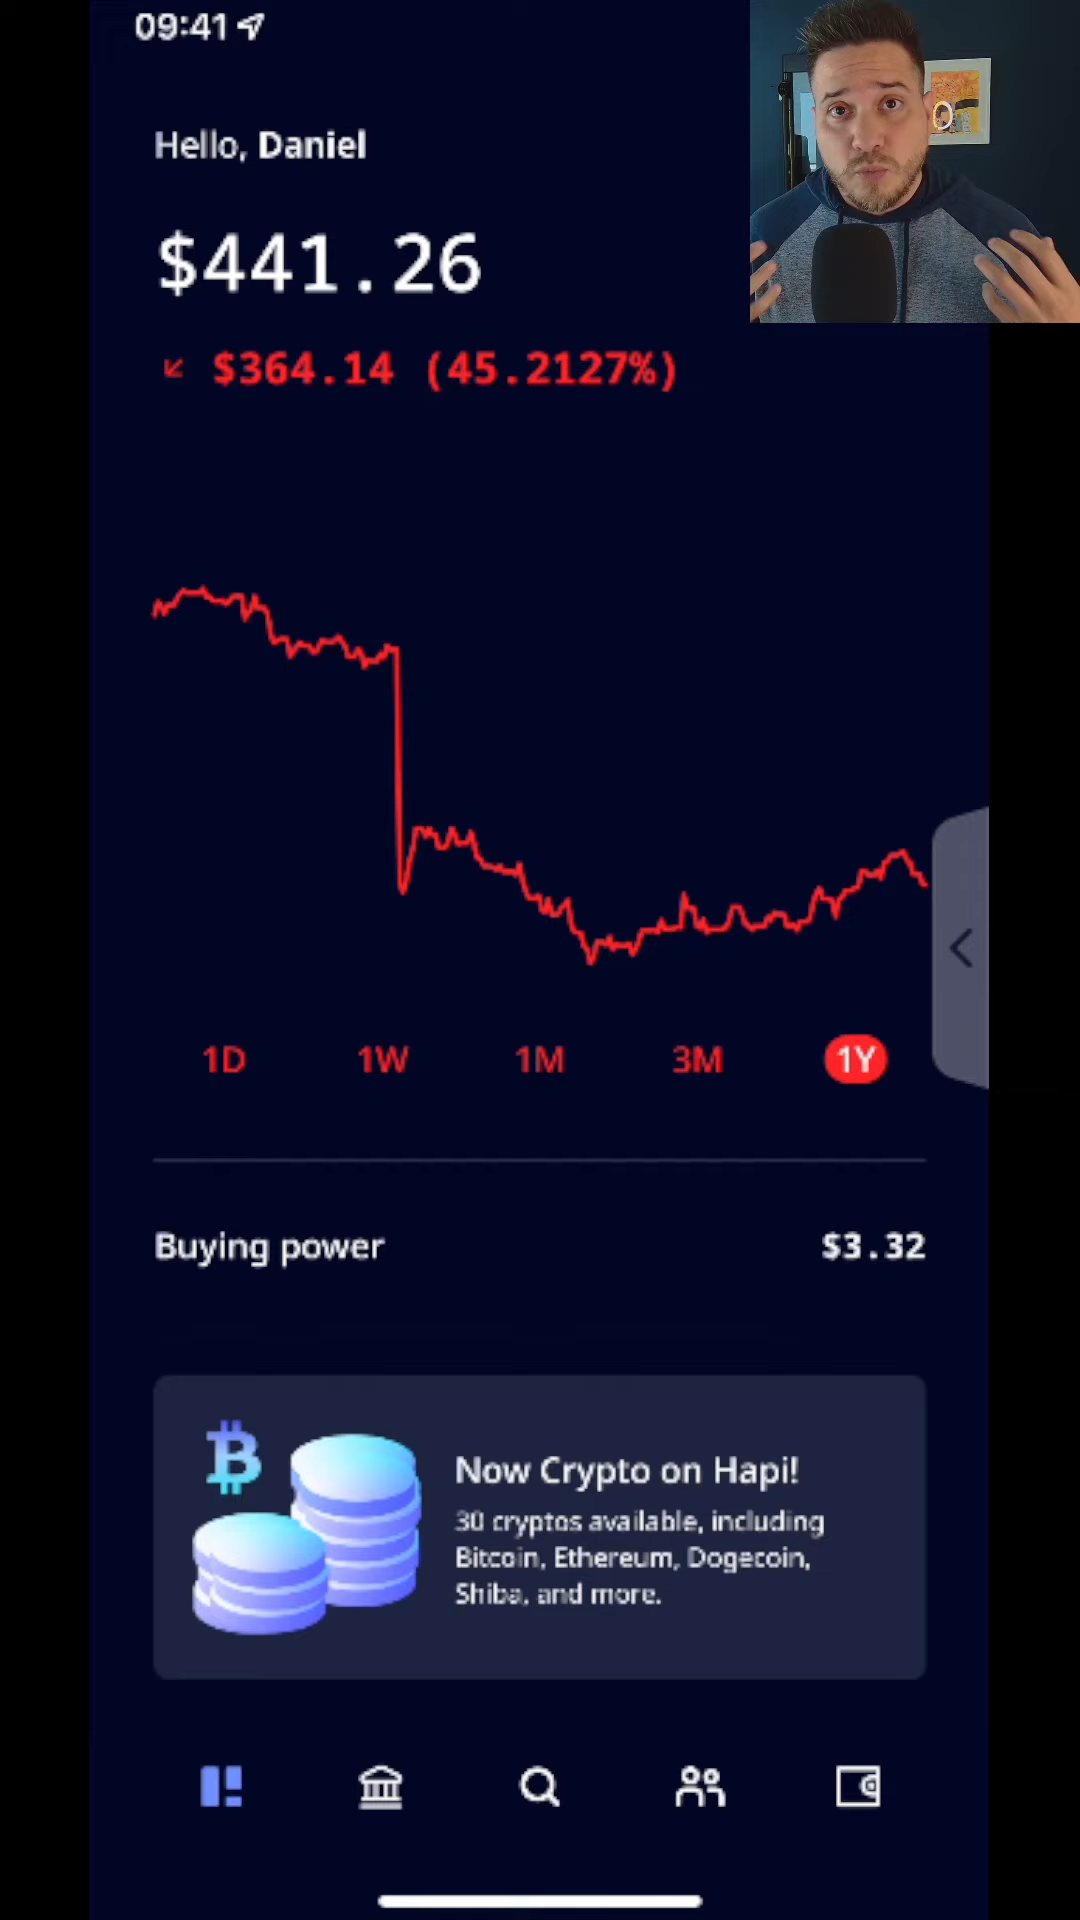 09:41
Hello, Daniel
$441.26
$364.14 (45.2127%)
1D 1W 1M 3M 1Y
Buying power $3.32
Now Crypto on Hapi!
30 cryptos available, including
Bitcoin, Ethereum, Dogecoin,
Shiba, and more.